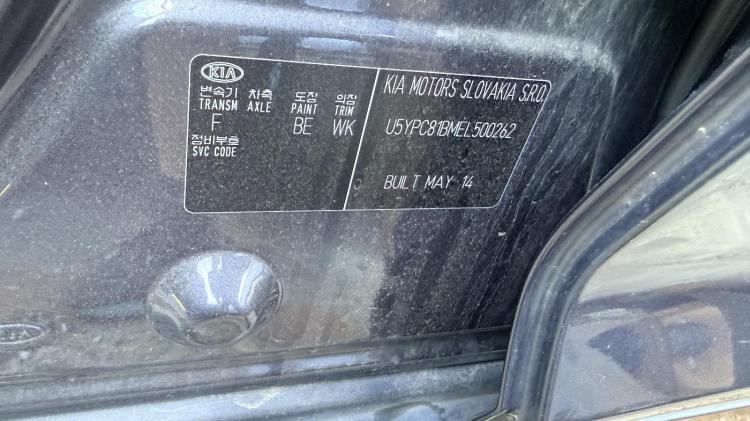 KIA
변속기 차축 도장 외장
TRANSM AXLE PAINT TRIM
F BE WK
정비부호
SVC CODE
KIA MOTORS SLOVAKIA S.R.O.
U5YPC81BMEL500262
BUILT MAY 14